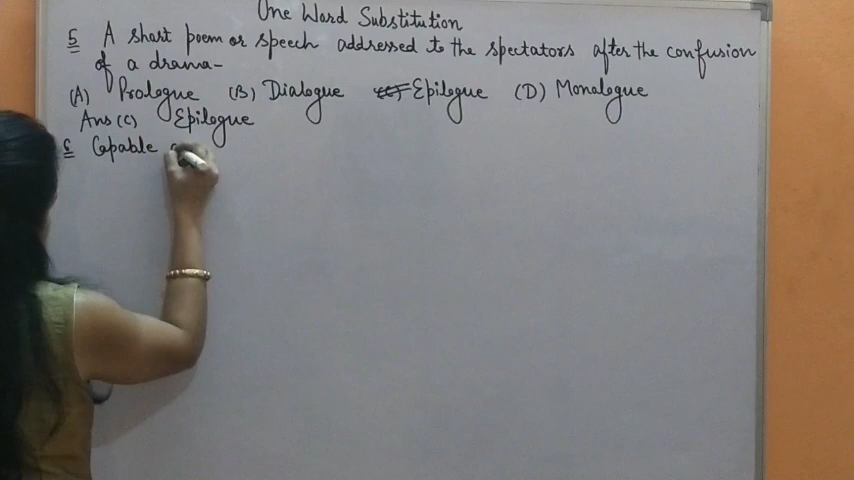 One Word Substitution
5 A short poem or speech addressed to the spectators after the confusion
of a drama-
(A) Prologue (B) Dialogue (C) Epilogue (D) Monologue
Ans (C) Epilogue
6 Capable